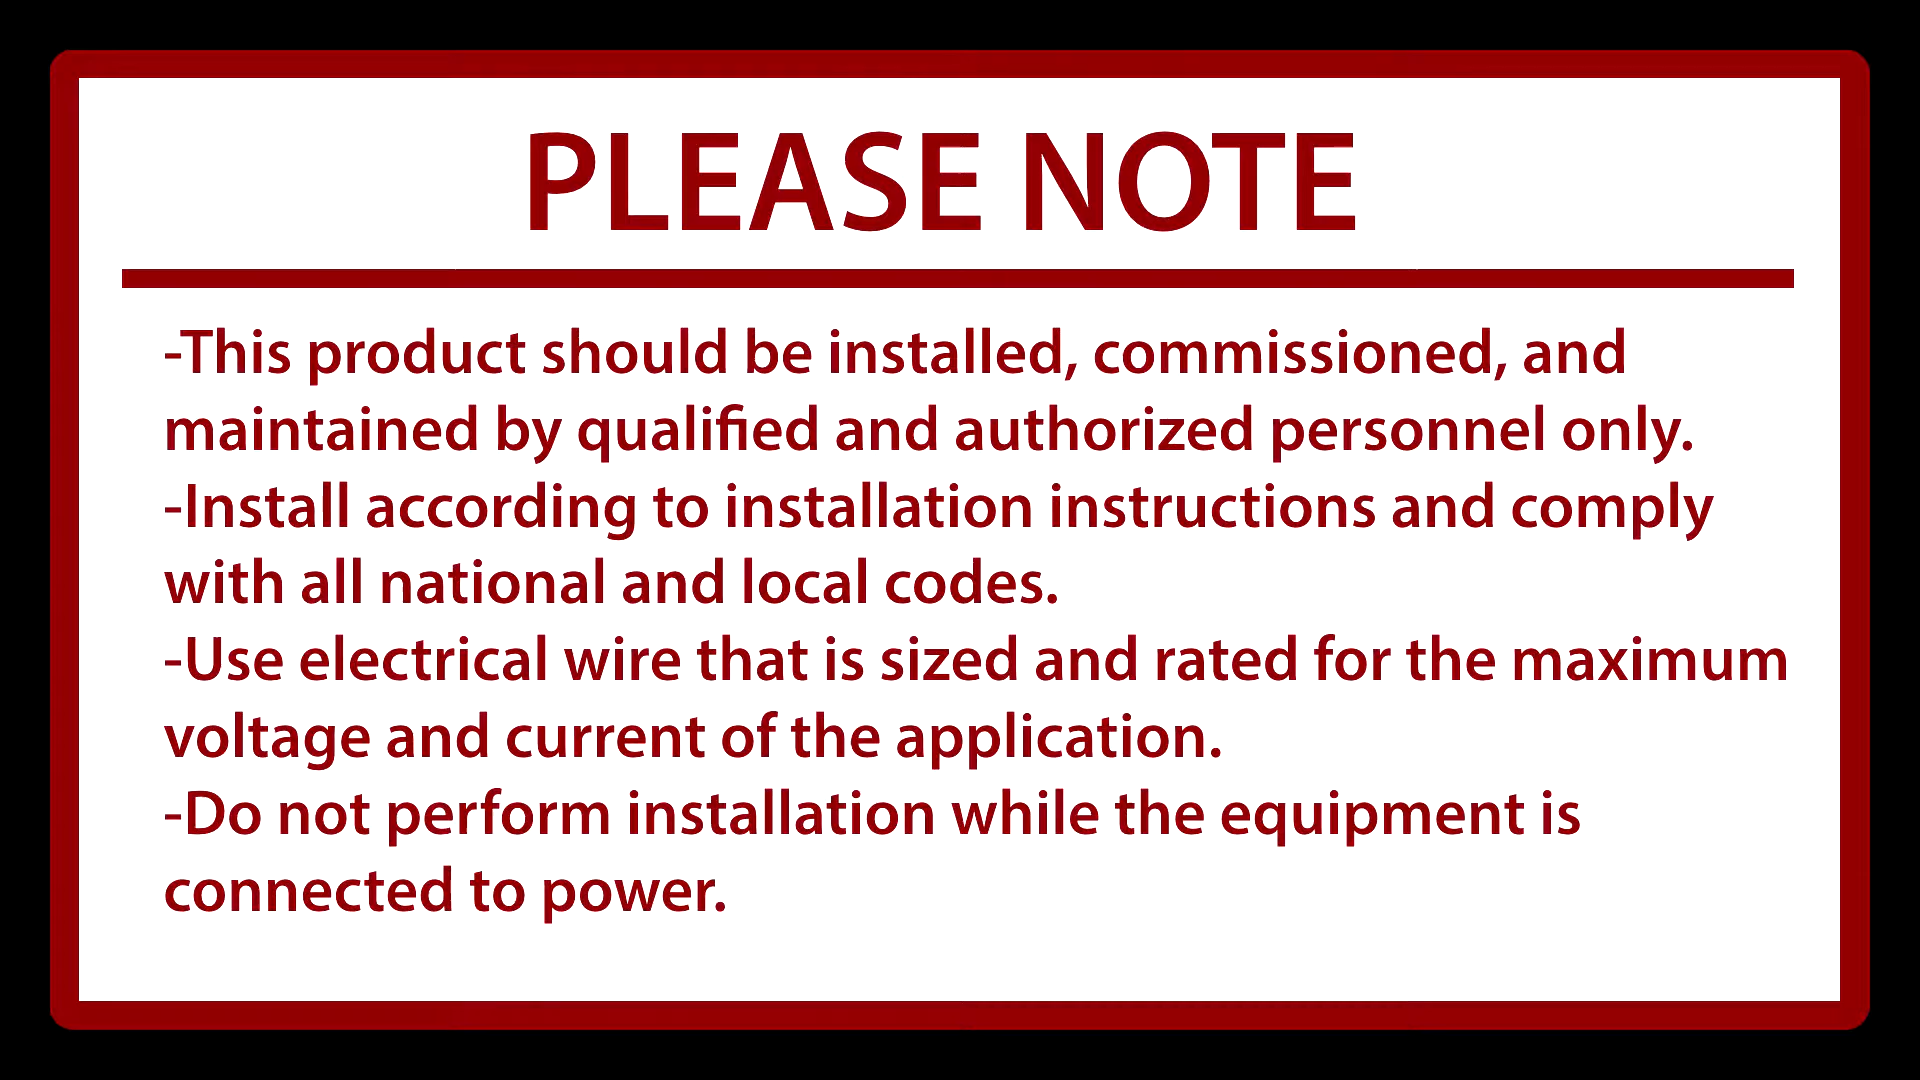 PLEASE NOTE
-This product should be installed, commissioned, and
maintained by qualified and authorized personnel only.
-Install according to installation instructions and comply
with all national and local codes.
-Use electrical wire that is sized and rated for the maximum
voltage and current of the application.
-Do not perform installation while the equipment is
connected to power.